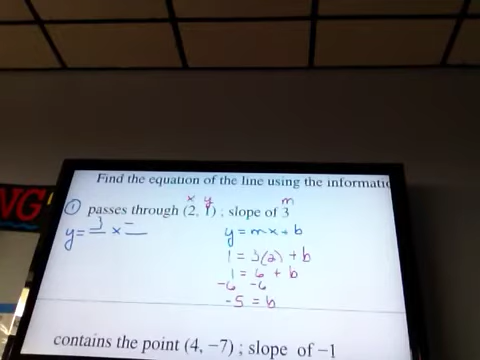 Find the equation of the line using the
NG
x y m
① passes through (2, 1) ; slope of 3
y = 3 x -
y = mx + b
1 = 3(2) + b
1 = 6 + b
-6 -6
-5 = b
contains the point (4, −7) ; slope of −1